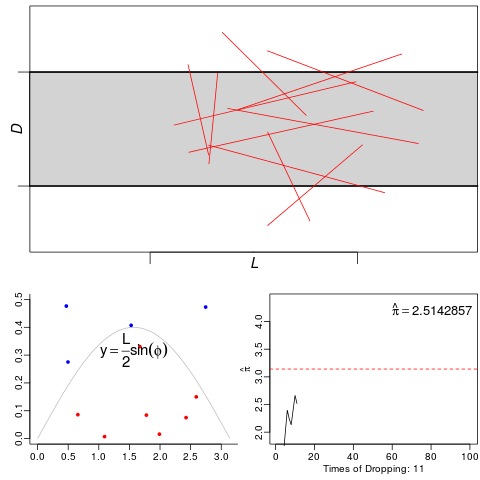 D
L
y = L/2 sin(ϕ)
0.5
0.4
0.3
0.2
0.1
0.0
0.0 0.5 1.0 1.5 2.0 2.5 3.0
π̂ = 2.5142857
π̂
4.0
3.5
3.0
2.5
2.0
0 20 40 60 80 100
Times of Dropping: 11